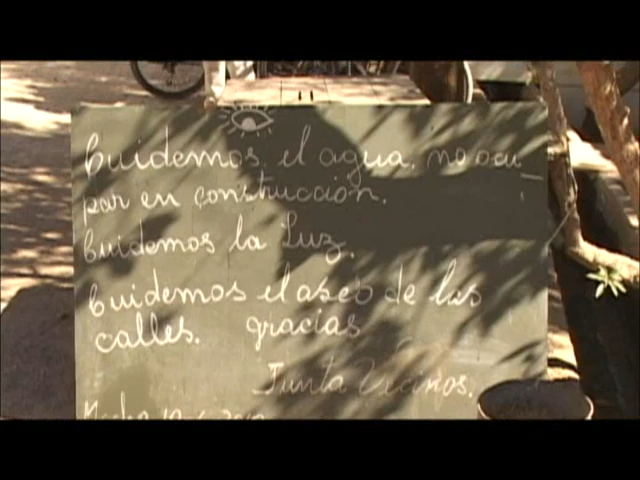 Cuidemos el agua, no ocu_
par en construcción.
Cuidemos la Luz.
Cuidemos el aseo de las
calles. gracias
Junta Vecinos.